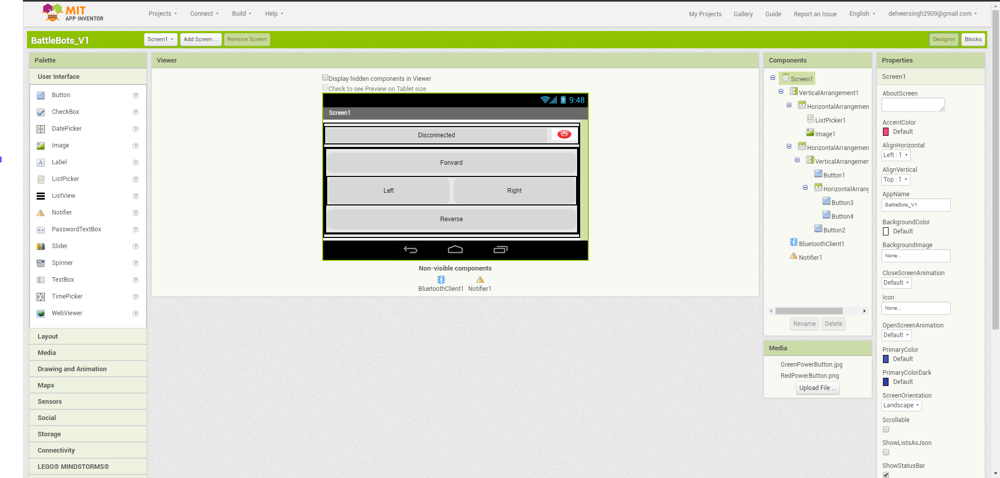 MIT
APP INVENTOR
Projects Connect Build Help My Projects Gallery Guide Report an Issue English delveersingh2909@gmail.com
BattleBots_V1 Screen1 Add Screen ... Remove Screen Designer Blocks
Palette
User Interface
Button ?
CheckBox ?
DatePicker ?
Image ?
Label ?
ListPicker ?
ListView ?
Notifier ?
PasswordTextBox ?
Slider ?
Spinner ?
TextBox ?
TimePicker ?
WebViewer ?
Layout
Media
Drawing and Animation
Maps
Sensors
Social
Storage
Connectivity
LEGO® MINDSTORMS®
Viewer
Display hidden components in Viewer
Check to see Preview on Tablet size.
9:48
Screen1
Disconnected
Forward
Left Right
Reverse
Non-visible components
BluetoothClient1 Notifier1
Components
Screen1
VerticalArrangement1
HorizontalArrangemen
ListPicker1
Image1
HorizontalArrangemen
VerticalArrangemer
Button1
HorizontalArrang
Button3
Button4
Button2
BluetoothClient1
Notifier1
Rename Delete
Media
GreenPowerButton.jpg
RedPowerButton.png
Upload File ...
Properties
Screen1
AboutScreen
AccentColor
Default
AlignHorizontal
Left : 1
AlignVertical
Top : 1
AppName
BattleBots_V1
BackgroundColor
Default
BackgroundImage
None...
CloseScreenAnimation
Default
Icon
None...
OpenScreenAnimation
Default
PrimaryColor
Default
PrimaryColorDark
Default
ScreenOrientation
Landscape
Scrollable
ShowListsAsJson
ShowStatusBar